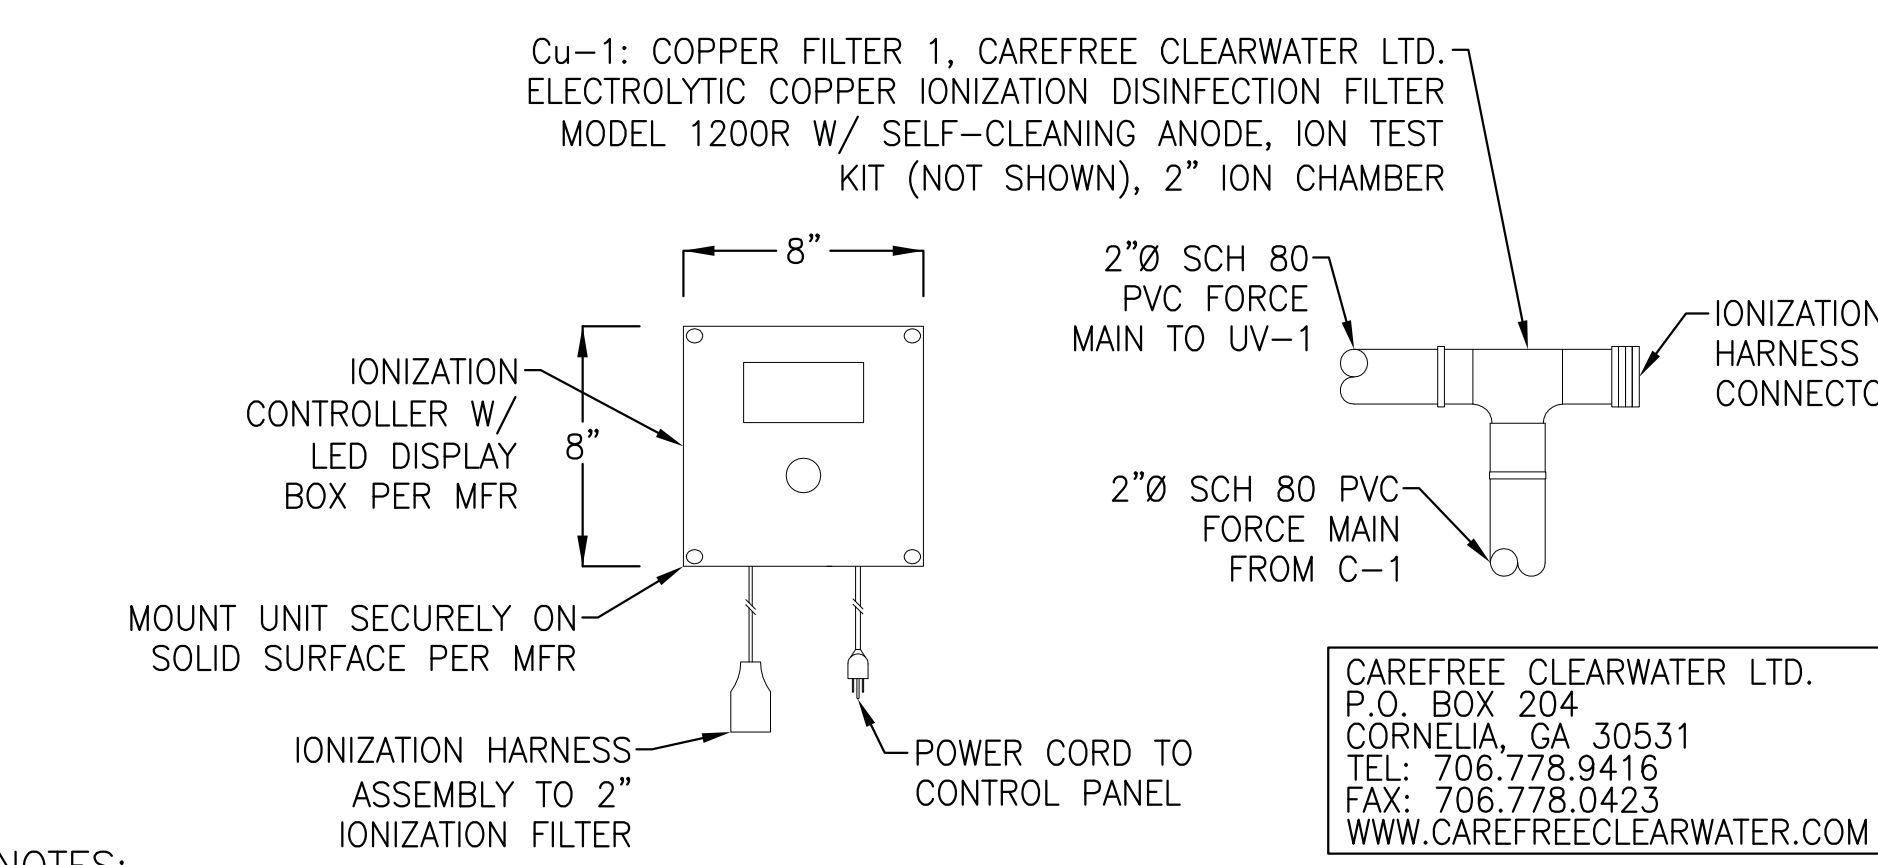 Cu-1: COPPER FILTER 1, CAREFREE CLEARWATER LTD.
ELECTROLYTIC COPPER IONIZATION DISINFECTION FILTER
MODEL 1200R W/ SELF-CLEANING ANODE, ION TEST
KIT (NOT SHOWN), 2" ION CHAMBER
8"
2"Ø SCH 80
PVC FORCE
MAIN TO UV-1
IONIZATION
HARNESS
CONNECTO
IONIZATION
CONTROLLER W/
LED DISPLAY
BOX PER MFR
8"
2"Ø SCH 80 PVC
FORCE MAIN
FROM C-1
MOUNT UNIT SECURELY ON
SOLID SURFACE PER MFR
IONIZATION HARNESS
ASSEMBLY TO 2"
IONIZATION FILTER
POWER CORD TO
CONTROL PANEL
CAREFREE CLEARWATER LTD.
P.O. BOX 204
CORNELIA, GA 30531
TEL: 706.778.9416
FAX: 706.778.0423
WWW.CAREFREECLEARWATER.COM
NOTES: